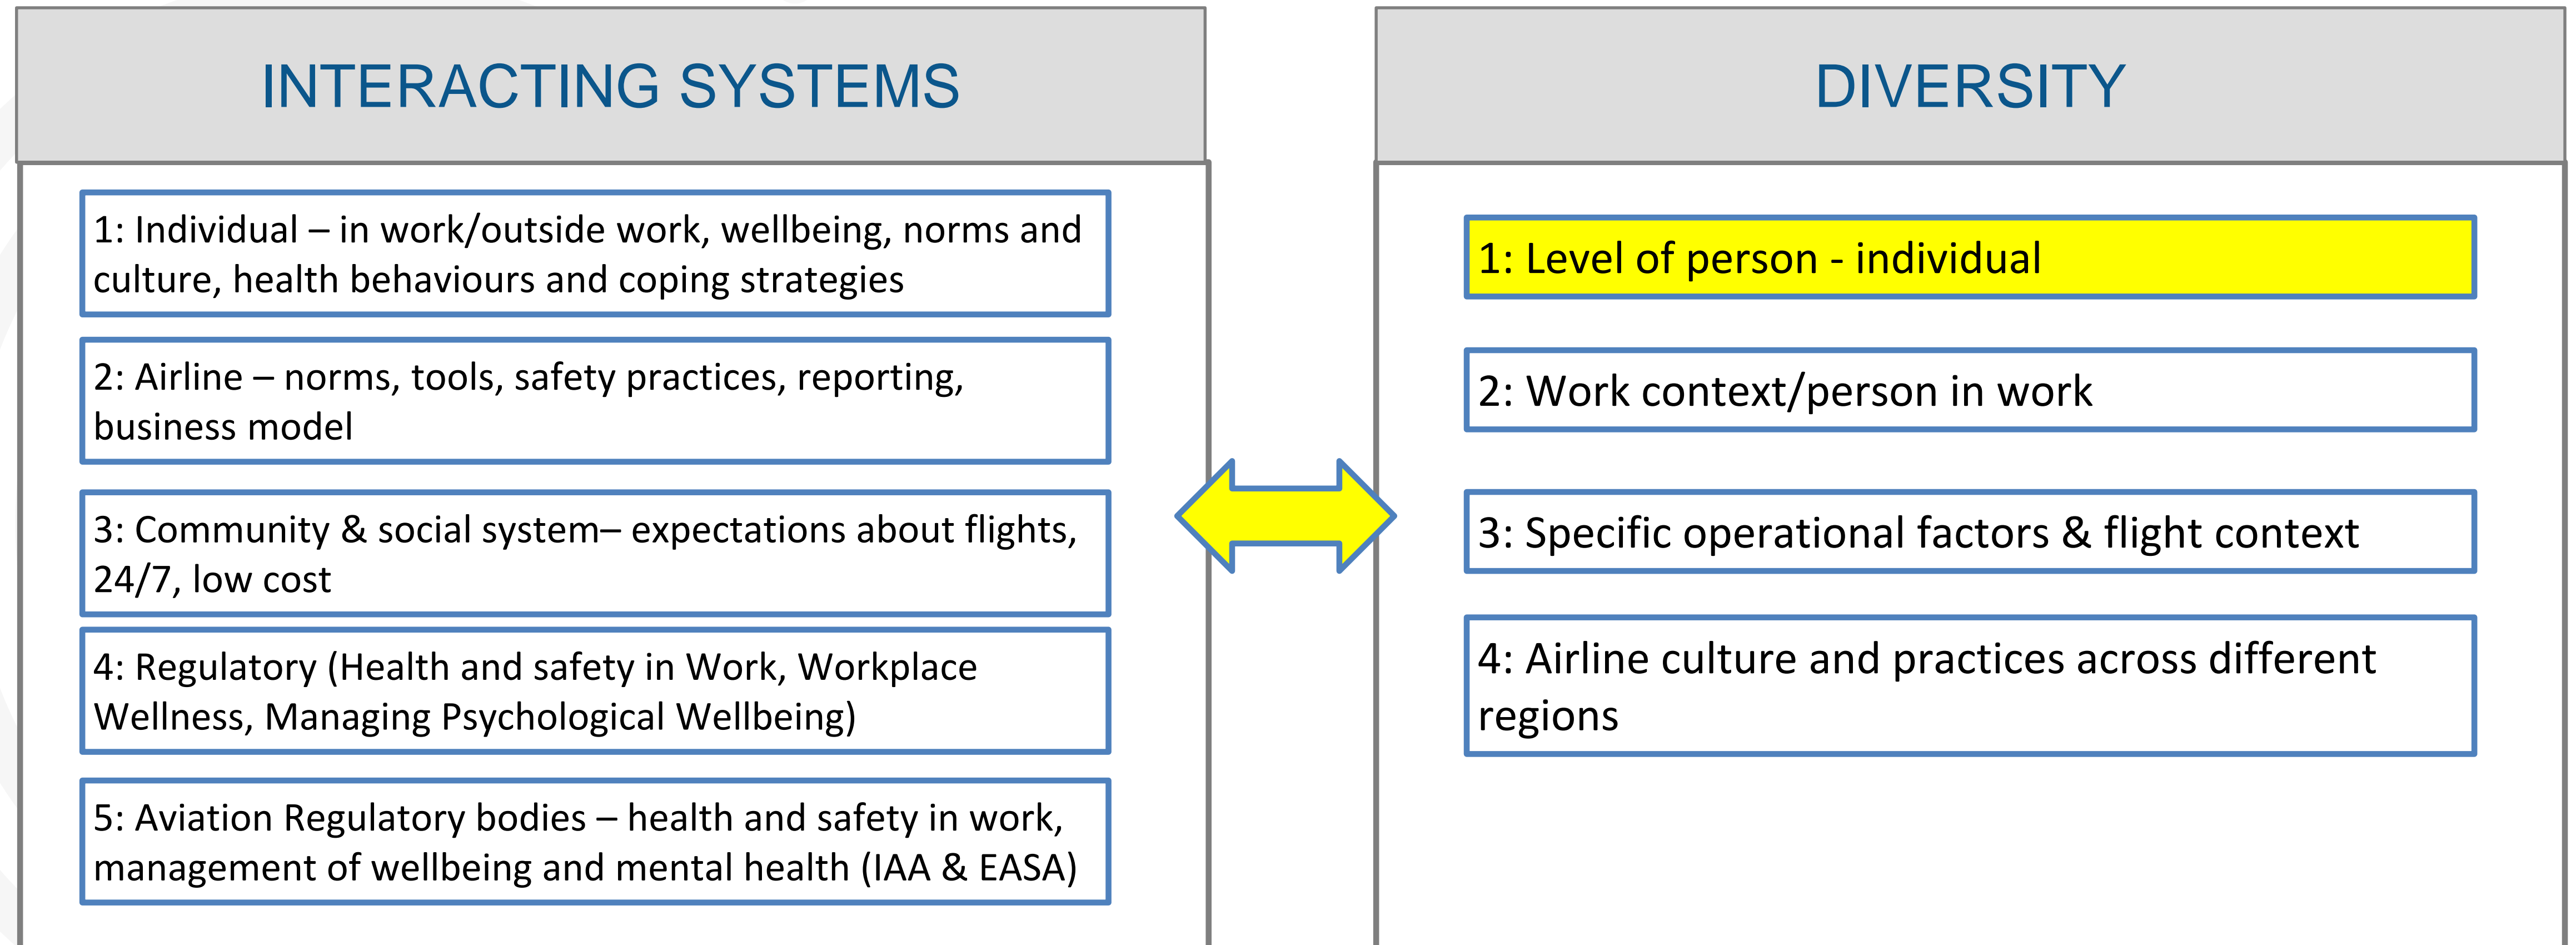 INTERACTING SYSTEMS
1: Individual – in work/outside work, wellbeing, norms and
culture, health behaviours and coping strategies
2: Airline – norms, tools, safety practices, reporting,
business model
3: Community & social system– expectations about flights,
24/7, low cost
4: Regulatory (Health and safety in Work, Workplace
Wellness, Managing Psychological Wellbeing)
5: Aviation Regulatory bodies – health and safety in work,
management of wellbeing and mental health (IAA & EASA)
DIVERSITY
1: Level of person - individual
2: Work context/person in work
3: Specific operational factors & flight context
4: Airline culture and practices across different
regions